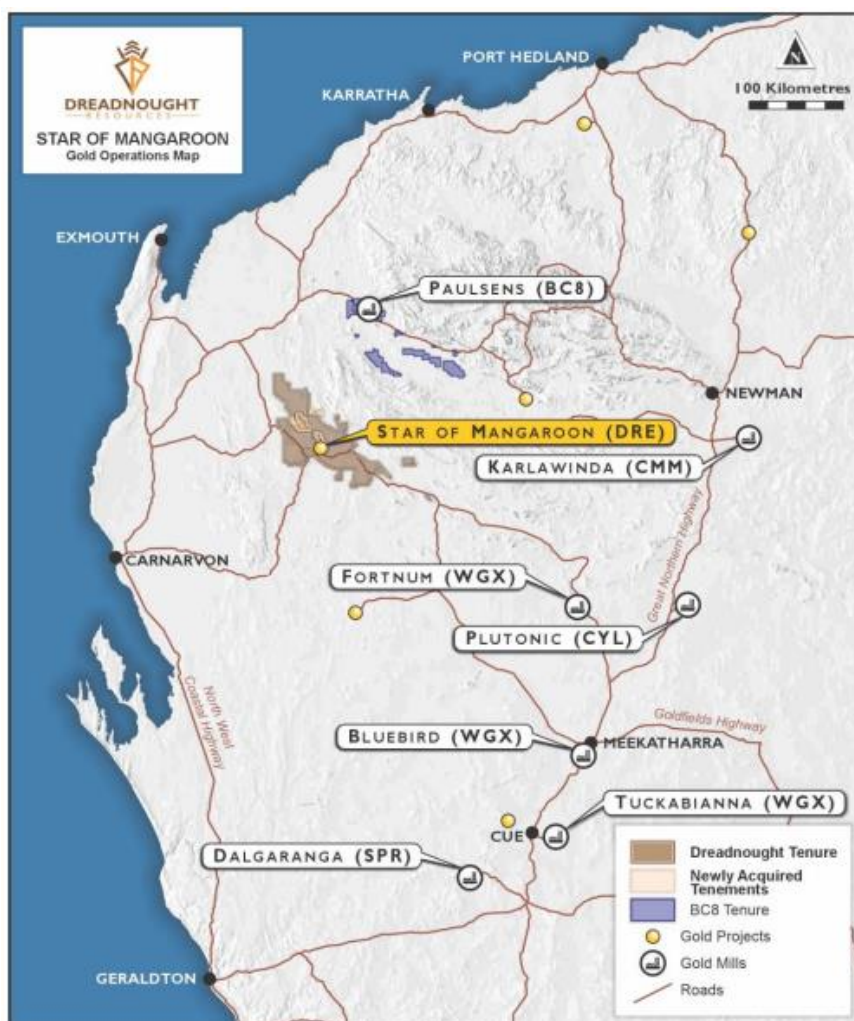 DREADNOUGHT
RESOURCES
STAR OF MANGAROON
Gold Operations Map
PORT HEDLAND
N
100 Kilometres
KARRATHA
EXMOUTH
PAULSENS (BC8)
NEWMAN
STAR OF MANGAROON (DRE)
KARLAWINDA (CMM)
Great Northern Highway
CARNARVON
FORTNUM (WGX)
PLUTONIC (CYL)
North West
Coastal Highway
Goldfields Highway
BLUEBIRD (WGX)
MEEKATHARRA
TUCKABIANNA (WGX)
CUE
DALGARANGA (SPR)
GERALDTON
Dreadnought Tenure
Newly Acquired
Tenements
BC8 Tenure
Gold Projects
Gold Mills
Roads